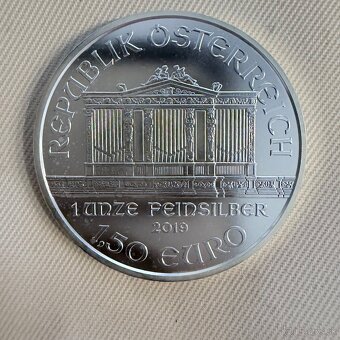 REPUBLIK ÖSTERREICH
1 UNZE FEINSILBER
2019
1,50 EURO